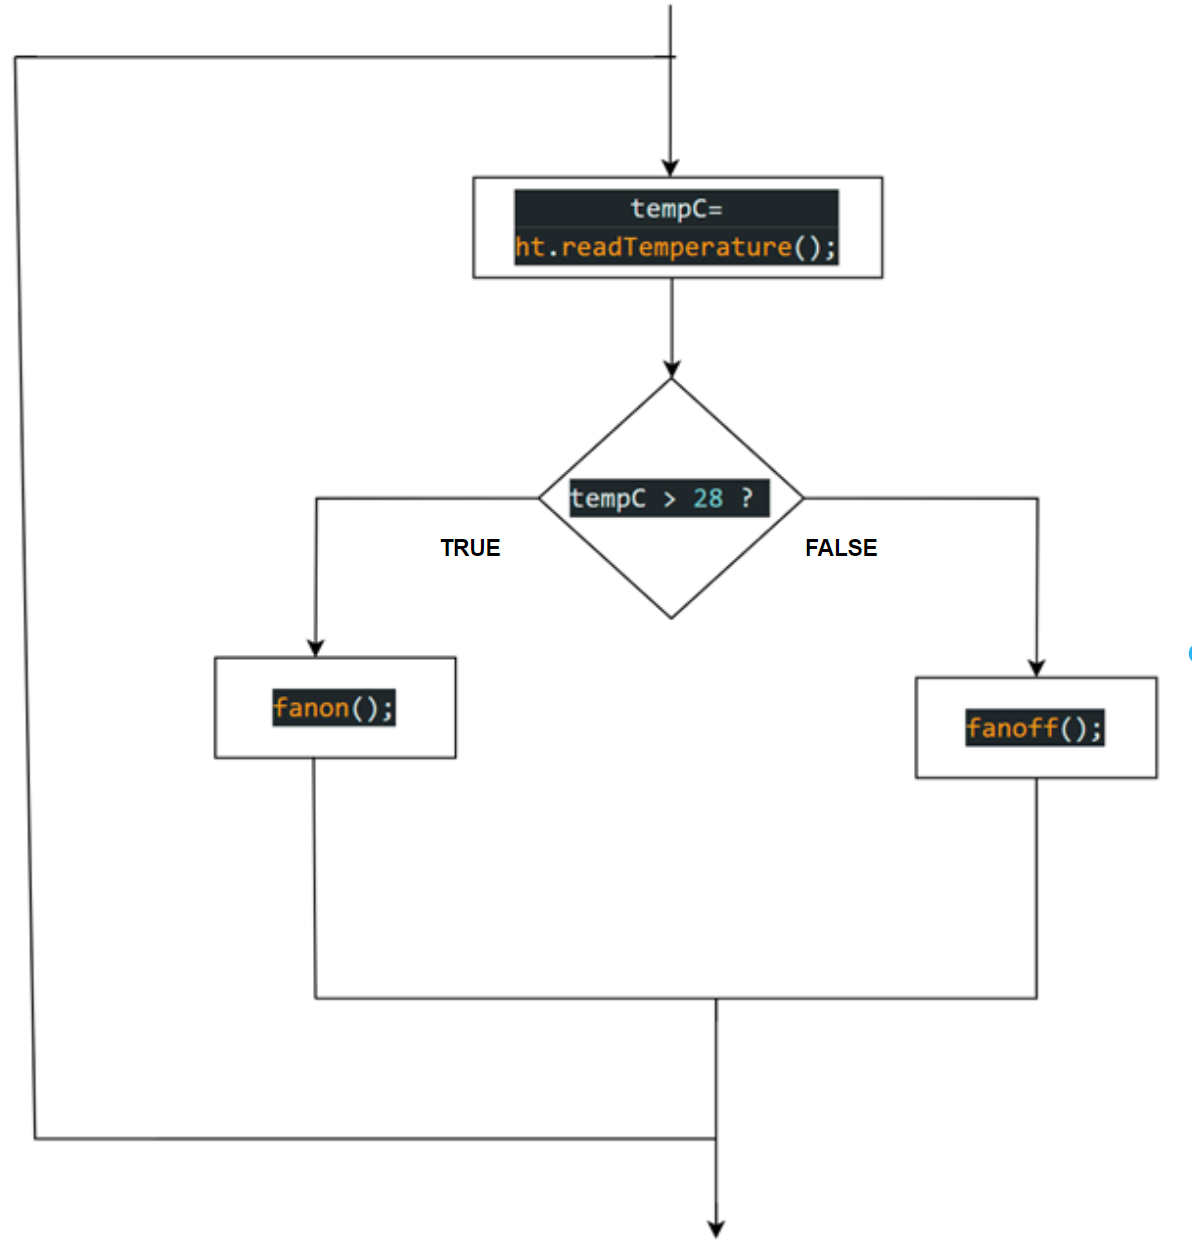 tempC=
ht.readTemperature();
tempC > 28 ?
TRUE
FALSE
fanon();
fanoff();